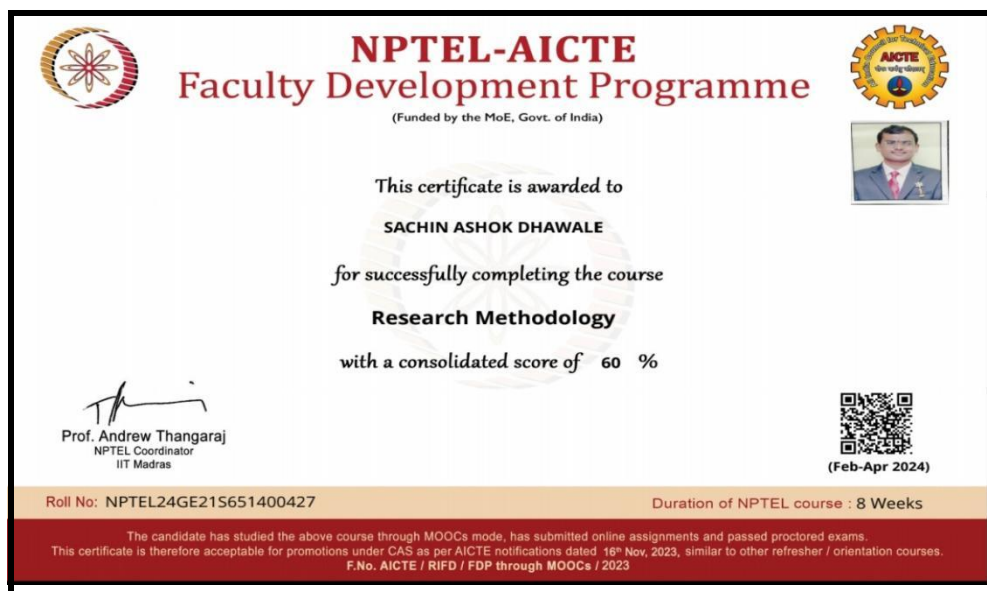 NPTEL-AICTE
Faculty Development Programme
(Funded by the MoE, Govt. of India)
AICTE
This certificate is awarded to
SACHIN ASHOK DHAWALE
for successfully completing the course
Research Methodology
with a consolidated score of 60 %
Prof. Andrew Thangaraj
NPTEL Coordinator
IIT Madras
(Feb-Apr 2024)
Roll No: NPTEL24GE21S651400427
Duration of NPTEL course : 8 Weeks
The candidate has studied the above course through MOOCs mode, has submitted online assignments and passed proctored exams.
This certificate is therefore acceptable for promotions under CAS as per AICTE notifications dated 16th Nov, 2023, similar to other refresher / orientation courses.
F.No. AICTE / RIFD / FDP through MOOCs / 2023